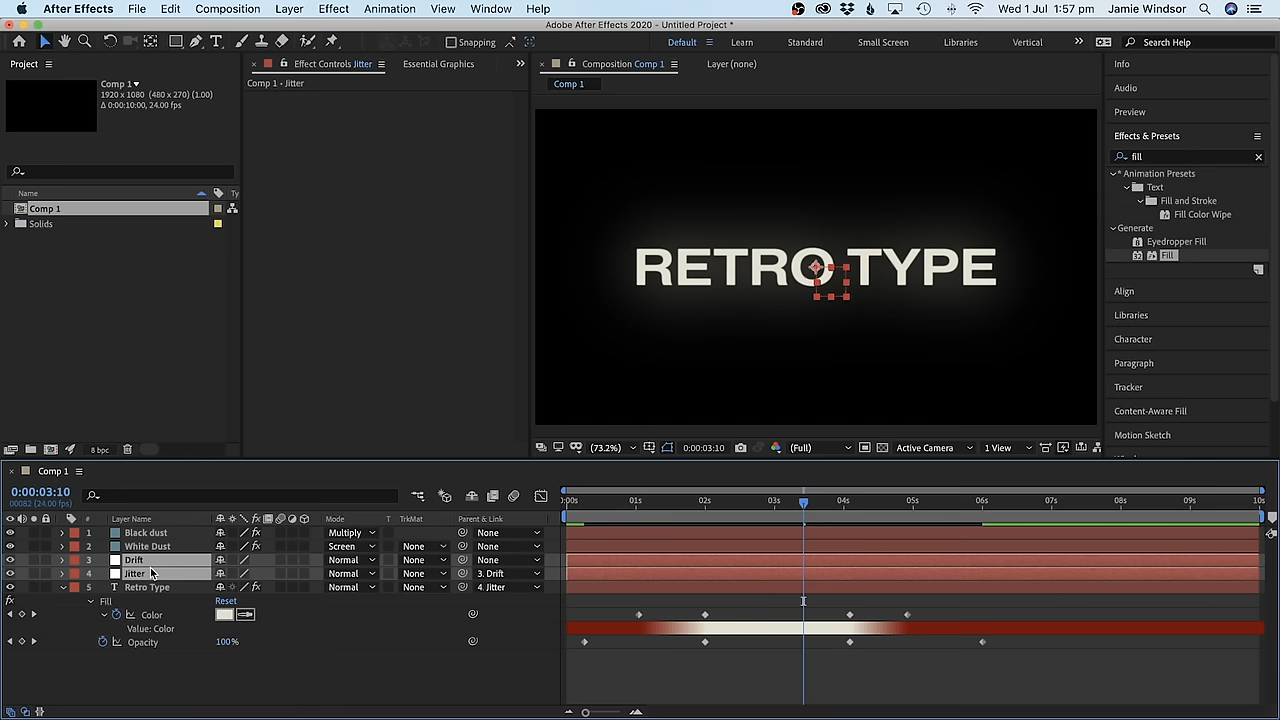 After Effects File Edit Composition Layer Effect Animation View Window Help Wed 1 Jul 1:57 pm Jamie Windsor
Adobe After Effects 2020 - Untitled Project *
Snapping Default Learn Standard Small Screen Libraries Vertical Search Help
Project Effect Controls Jitter Essential Graphics Composition Comp 1 Layer (none) Info
Comp 1 - Jitter Comp 1
Comp 1
1920 x 1080 (480 x 270) (1.00)
Δ 0:00:10:00, 24.00 fps
Audio
Preview
Effects & Presets
fill
* Animation Presets
Text
Fill and Stroke
Fill Color Wipe
Generate
Eyedropper Fill
Fill
Name Ty
Comp 1
Solids
RETRO TYPE
Align
Libraries
Character
Paragraph
Tracker
Content-Aware Fill
Motion Sketch
8 bpc (73.2%) 0:00:03:10 (Full) Active Camera 1 View
Comp 1
0:00:03:10
00082 (24.00 fps)
0:00s 01s 02s 03s 04s 05s 06s 07s 08s 09s 10s
# Layer Name Mode T TrkMat Parent & Link
1 Black dust Multiply None
2 White Dust Screen None None
3 Drift Normal None None
4 Jitter Normal None 3. Drift
5 T Retro Type Normal None 4. Jitter
Fill Reset
Color
Value: Color
Opacity 100%